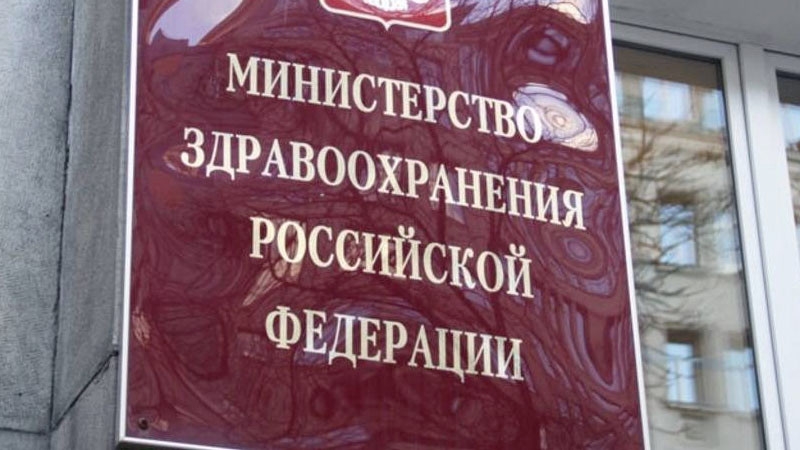 МИНИСТЕРСТВО
ЗДРАВООХРАНЕНИЯ
РОССИЙСКОЙ
ФЕДЕРАЦИИ